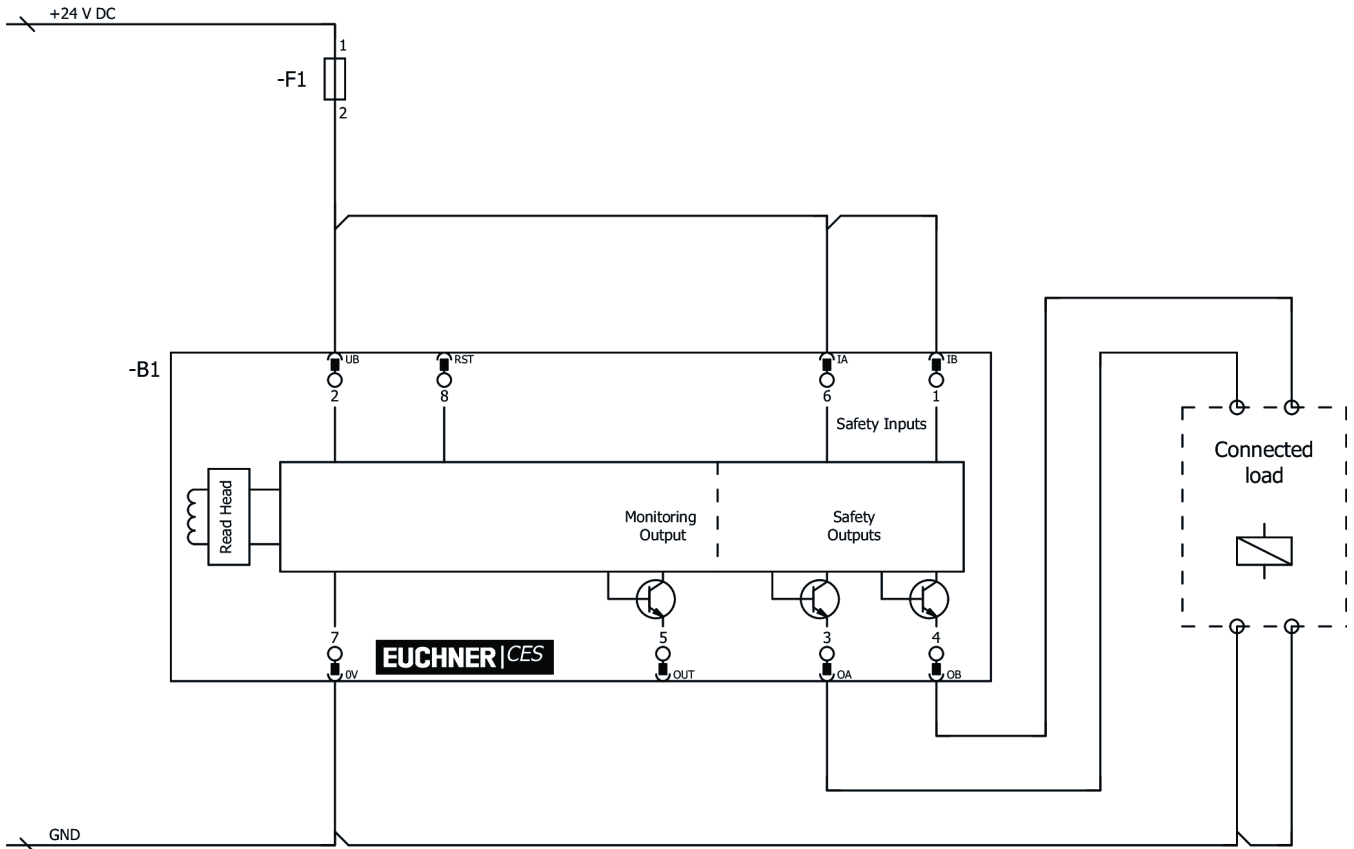 +24 V DC
1
-F1
2
-B1
UB
RST
IA
IB
2
8
6
1
Safety Inputs
Connected
load
Read Head
Monitoring
Output
Safety
Outputs
7
5
3
4
EUCHNER|CES
0V
OUT
OA
OB
GND